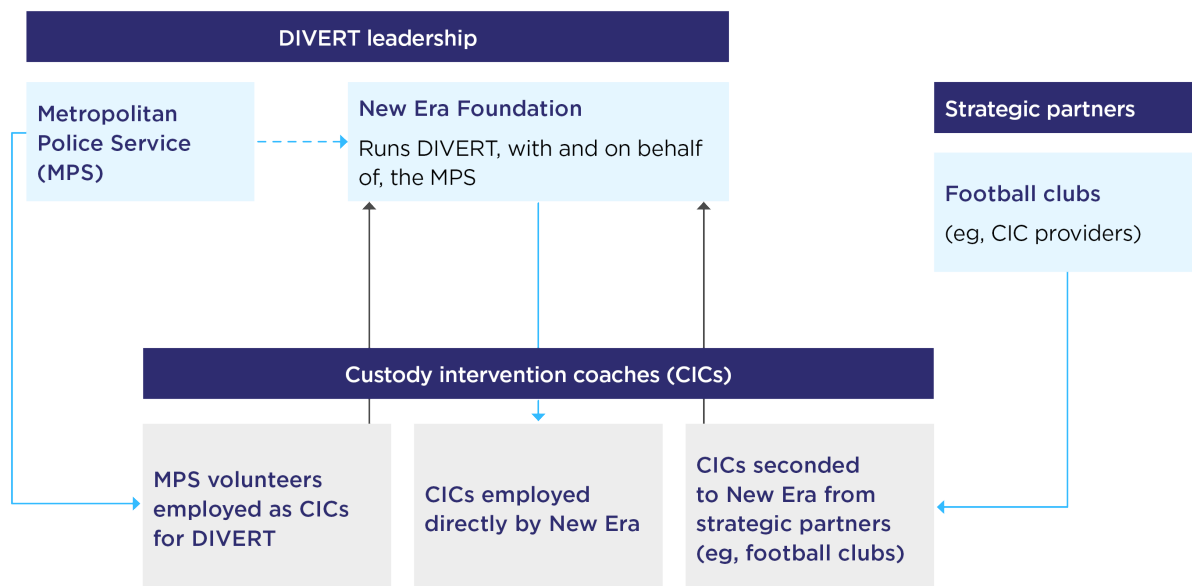 DIVERT leadership
Metropolitan
Police Service
(MPS)
New Era Foundation
Runs DIVERT, with and on behalf
of, the MPS
Strategic partners
Football clubs
(eg, CIC providers)
Custody intervention coaches (CICs)
MPS volunteers
employed as CICs
for DIVERT
CICs employed
directly by New Era
CICs seconded
to New Era from
strategic partners
(eg, football clubs)